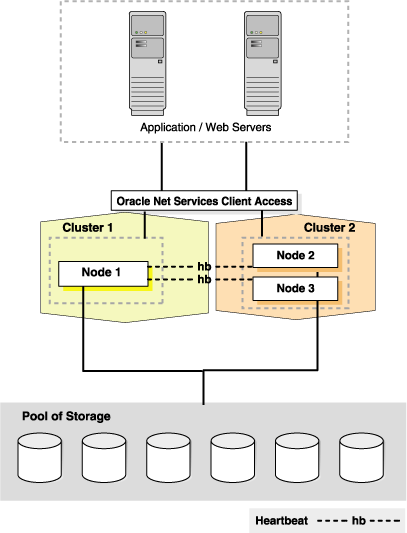 Application / Web Servers
Oracle Net Services Client Access
Cluster 1
Cluster 2
Node 1
hb
hb
Node 2
Node 3
Pool of Storage
Heartbeat hb